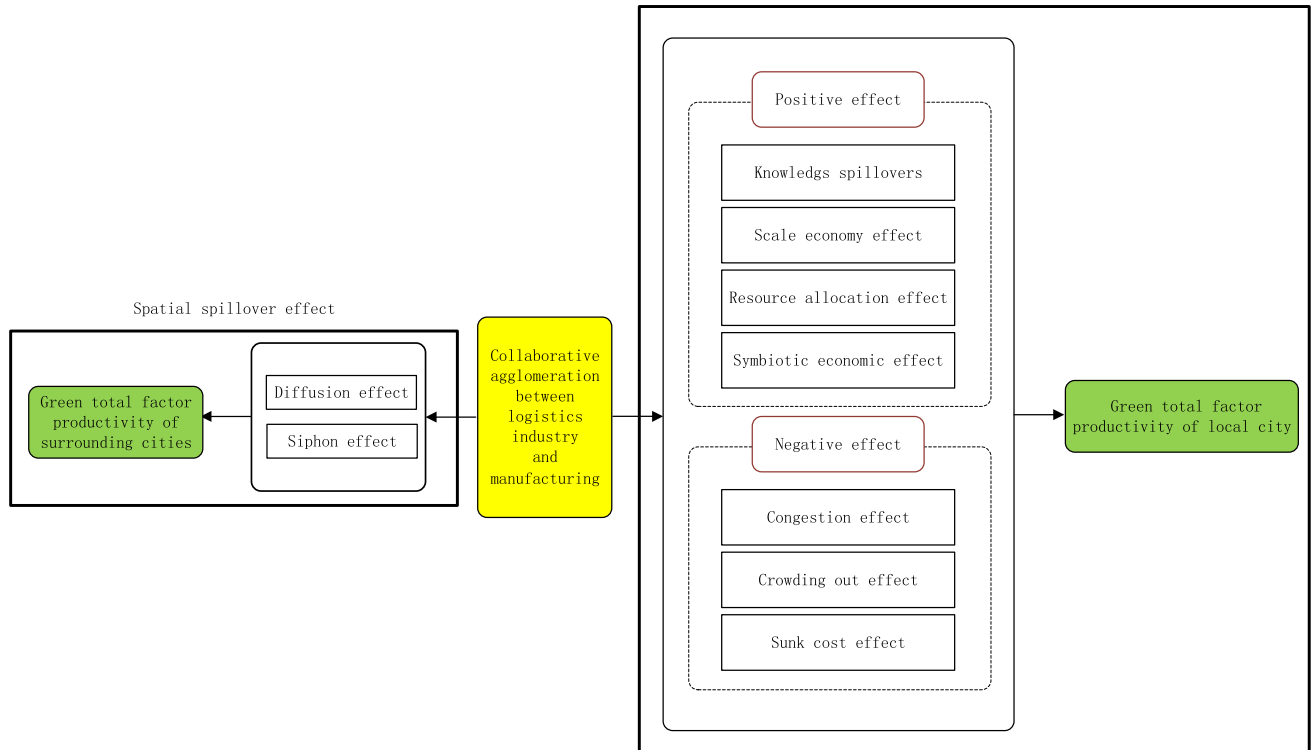 Spatial spillover effect
Green total factor
productivity of
surrounding cities
Diffusion effect
Siphon effect
Collaborative
agglomeration
between
logistics
industry
and
manufacturing
Positive effect
Knowledgs spillovers
Scale economy effect
Resource allocation effect
Symbiotic economic effect
Negative effect
Congestion effect
Crowding out effect
Sunk cost effect
Green total factor
productivity of local city